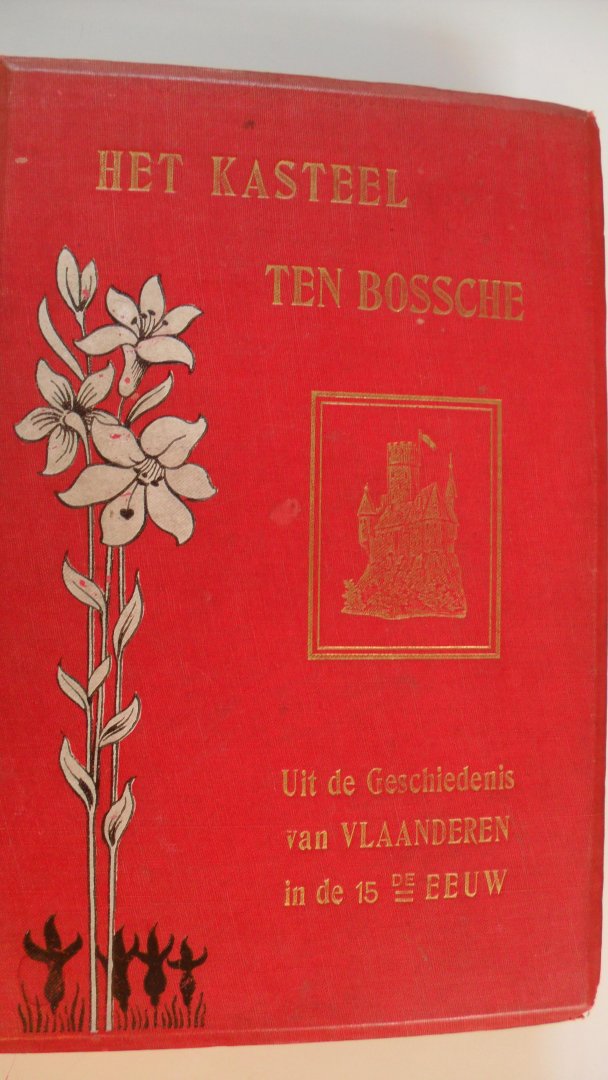 HET KASTEEL
TEN BOSSCHE
Uit de Geschiedenis
van VLAANDEREN
in de 15 DE EEUW